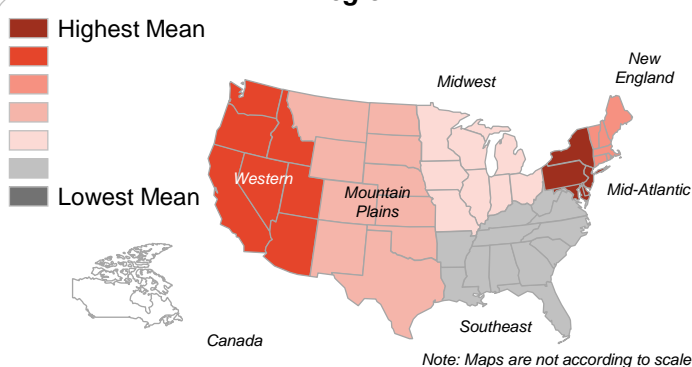 Highest Mean
New
England
Midwest
Western
Mountain
Plains
Mid-Atlantic
Lowest Mean
Southeast
Canada
Note: Maps are not according to scale